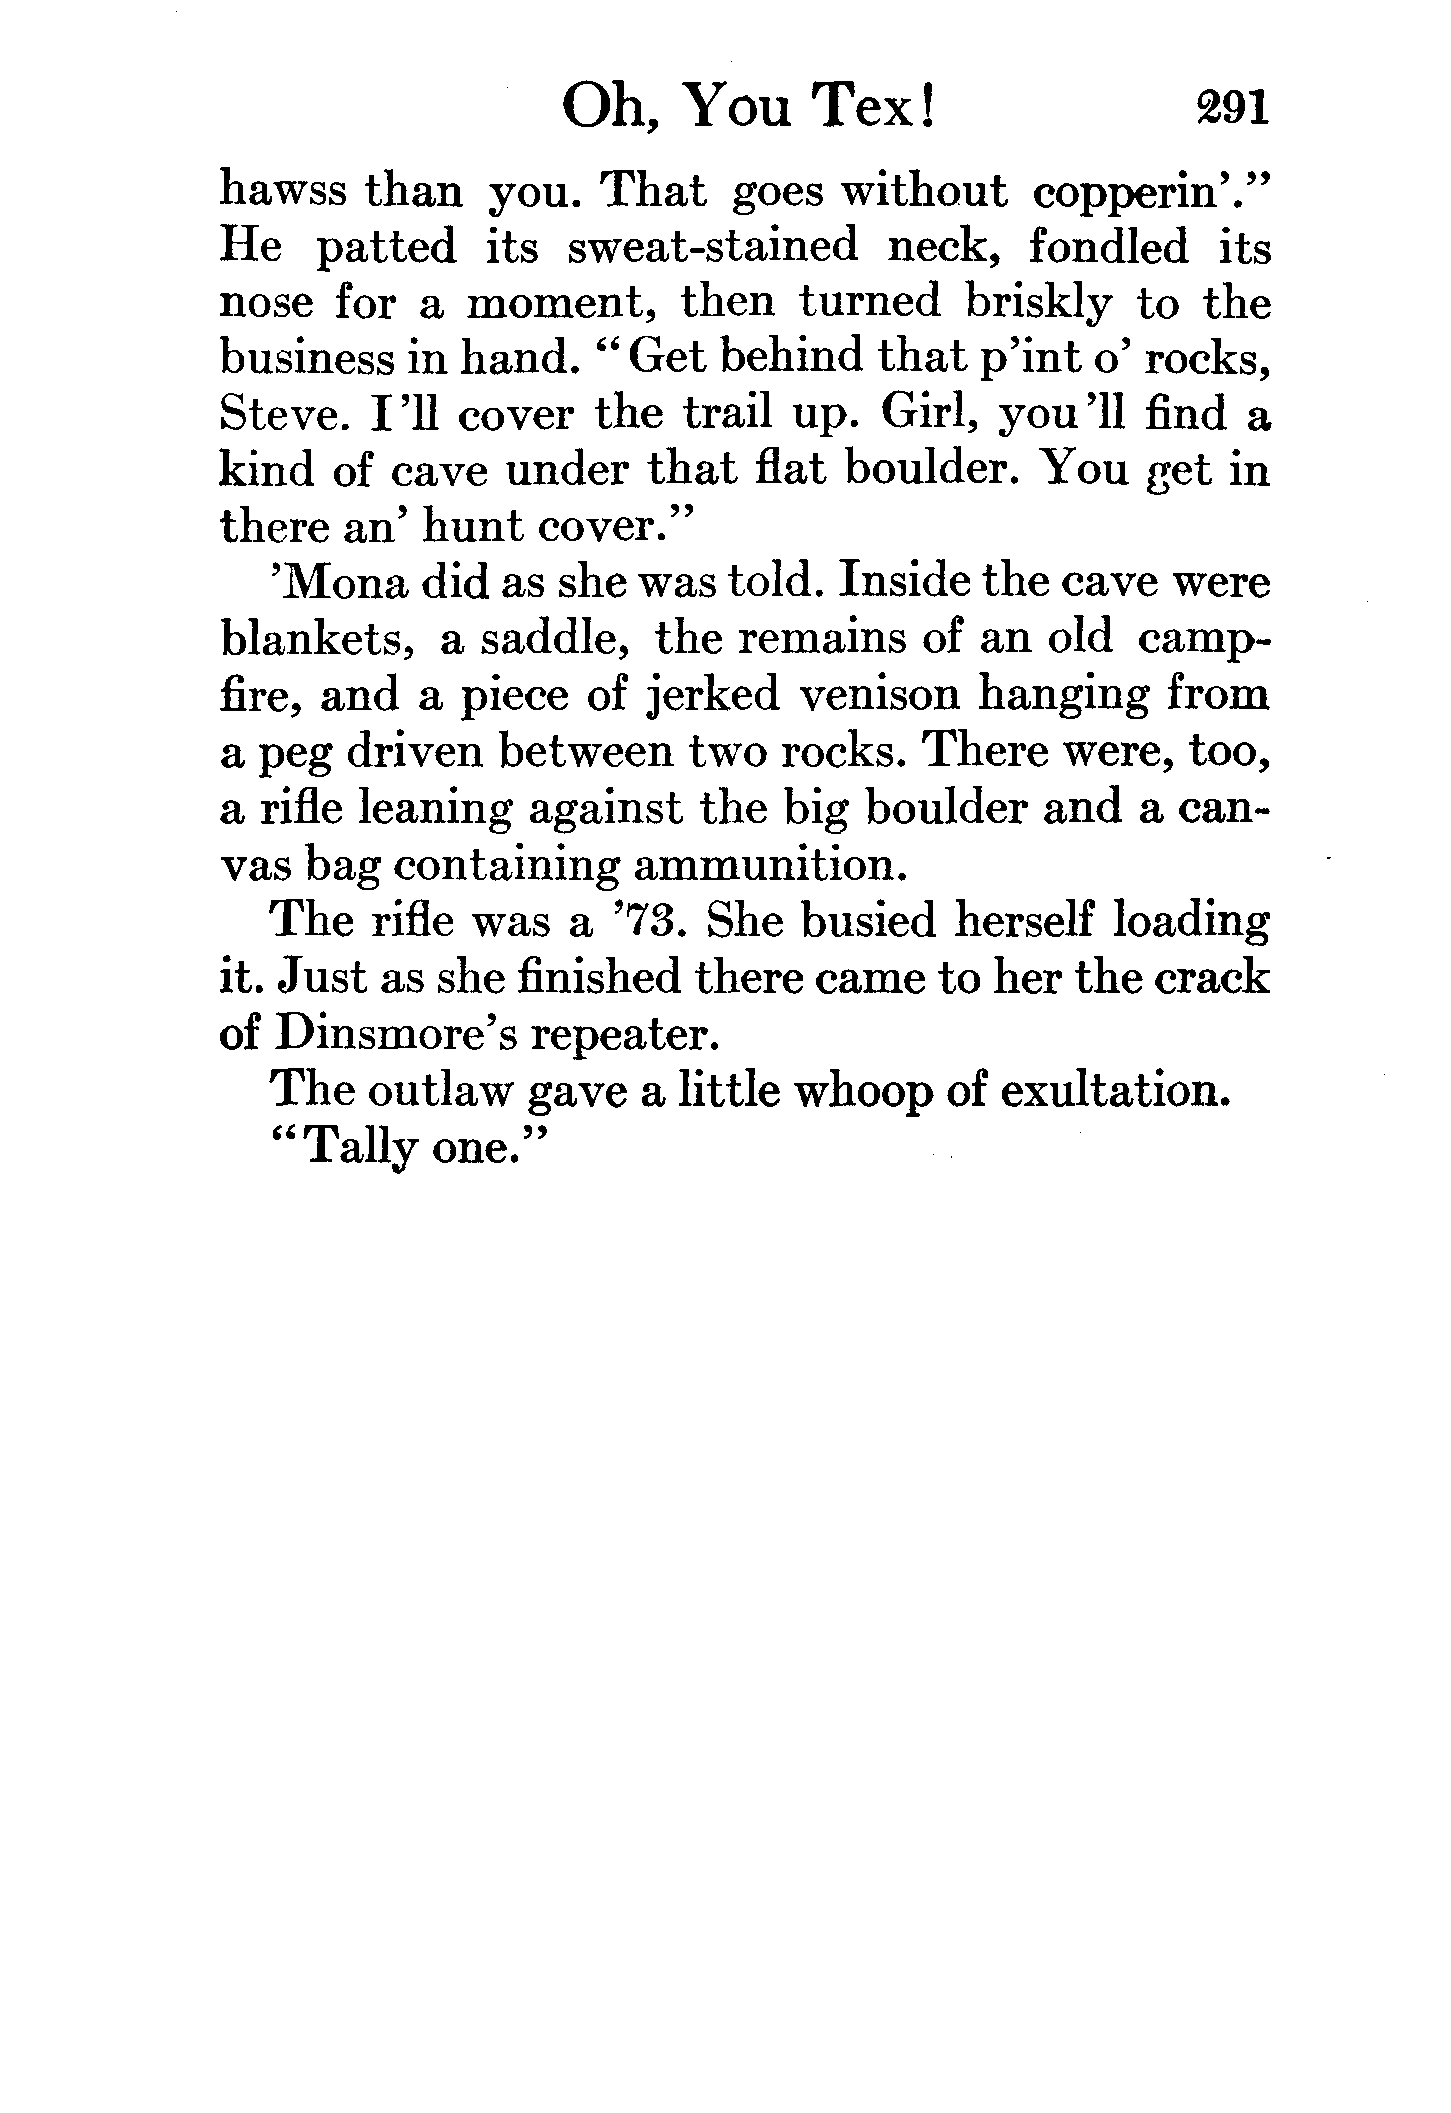 Oh, You Tex! 291
hawss than you. That goes without copperin’.”
He patted its sweat-stained neck, fondled its
nose for a moment, then turned briskly to the
business in hand. “Get behind that p’int o’ rocks,
Steve. I’ll cover the trail up. Girl, you’ll find a
kind of cave under that flat boulder. You get in
there an’ hunt cover.”
’Mona did as she was told. Inside the cave were
blankets, a saddle, the remains of an old camp-
fire, and a piece of jerked venison hanging from
a peg driven between two rocks. There were, too,
a rifle leaning against the big boulder and a can-
vas bag containing ammunition.
The rifle was a ’73. She busied herself loading
it. Just as she finished there came to her the crack
of Dinsmore’s repeater.
The outlaw gave a little whoop of exultation.
“Tally one.”